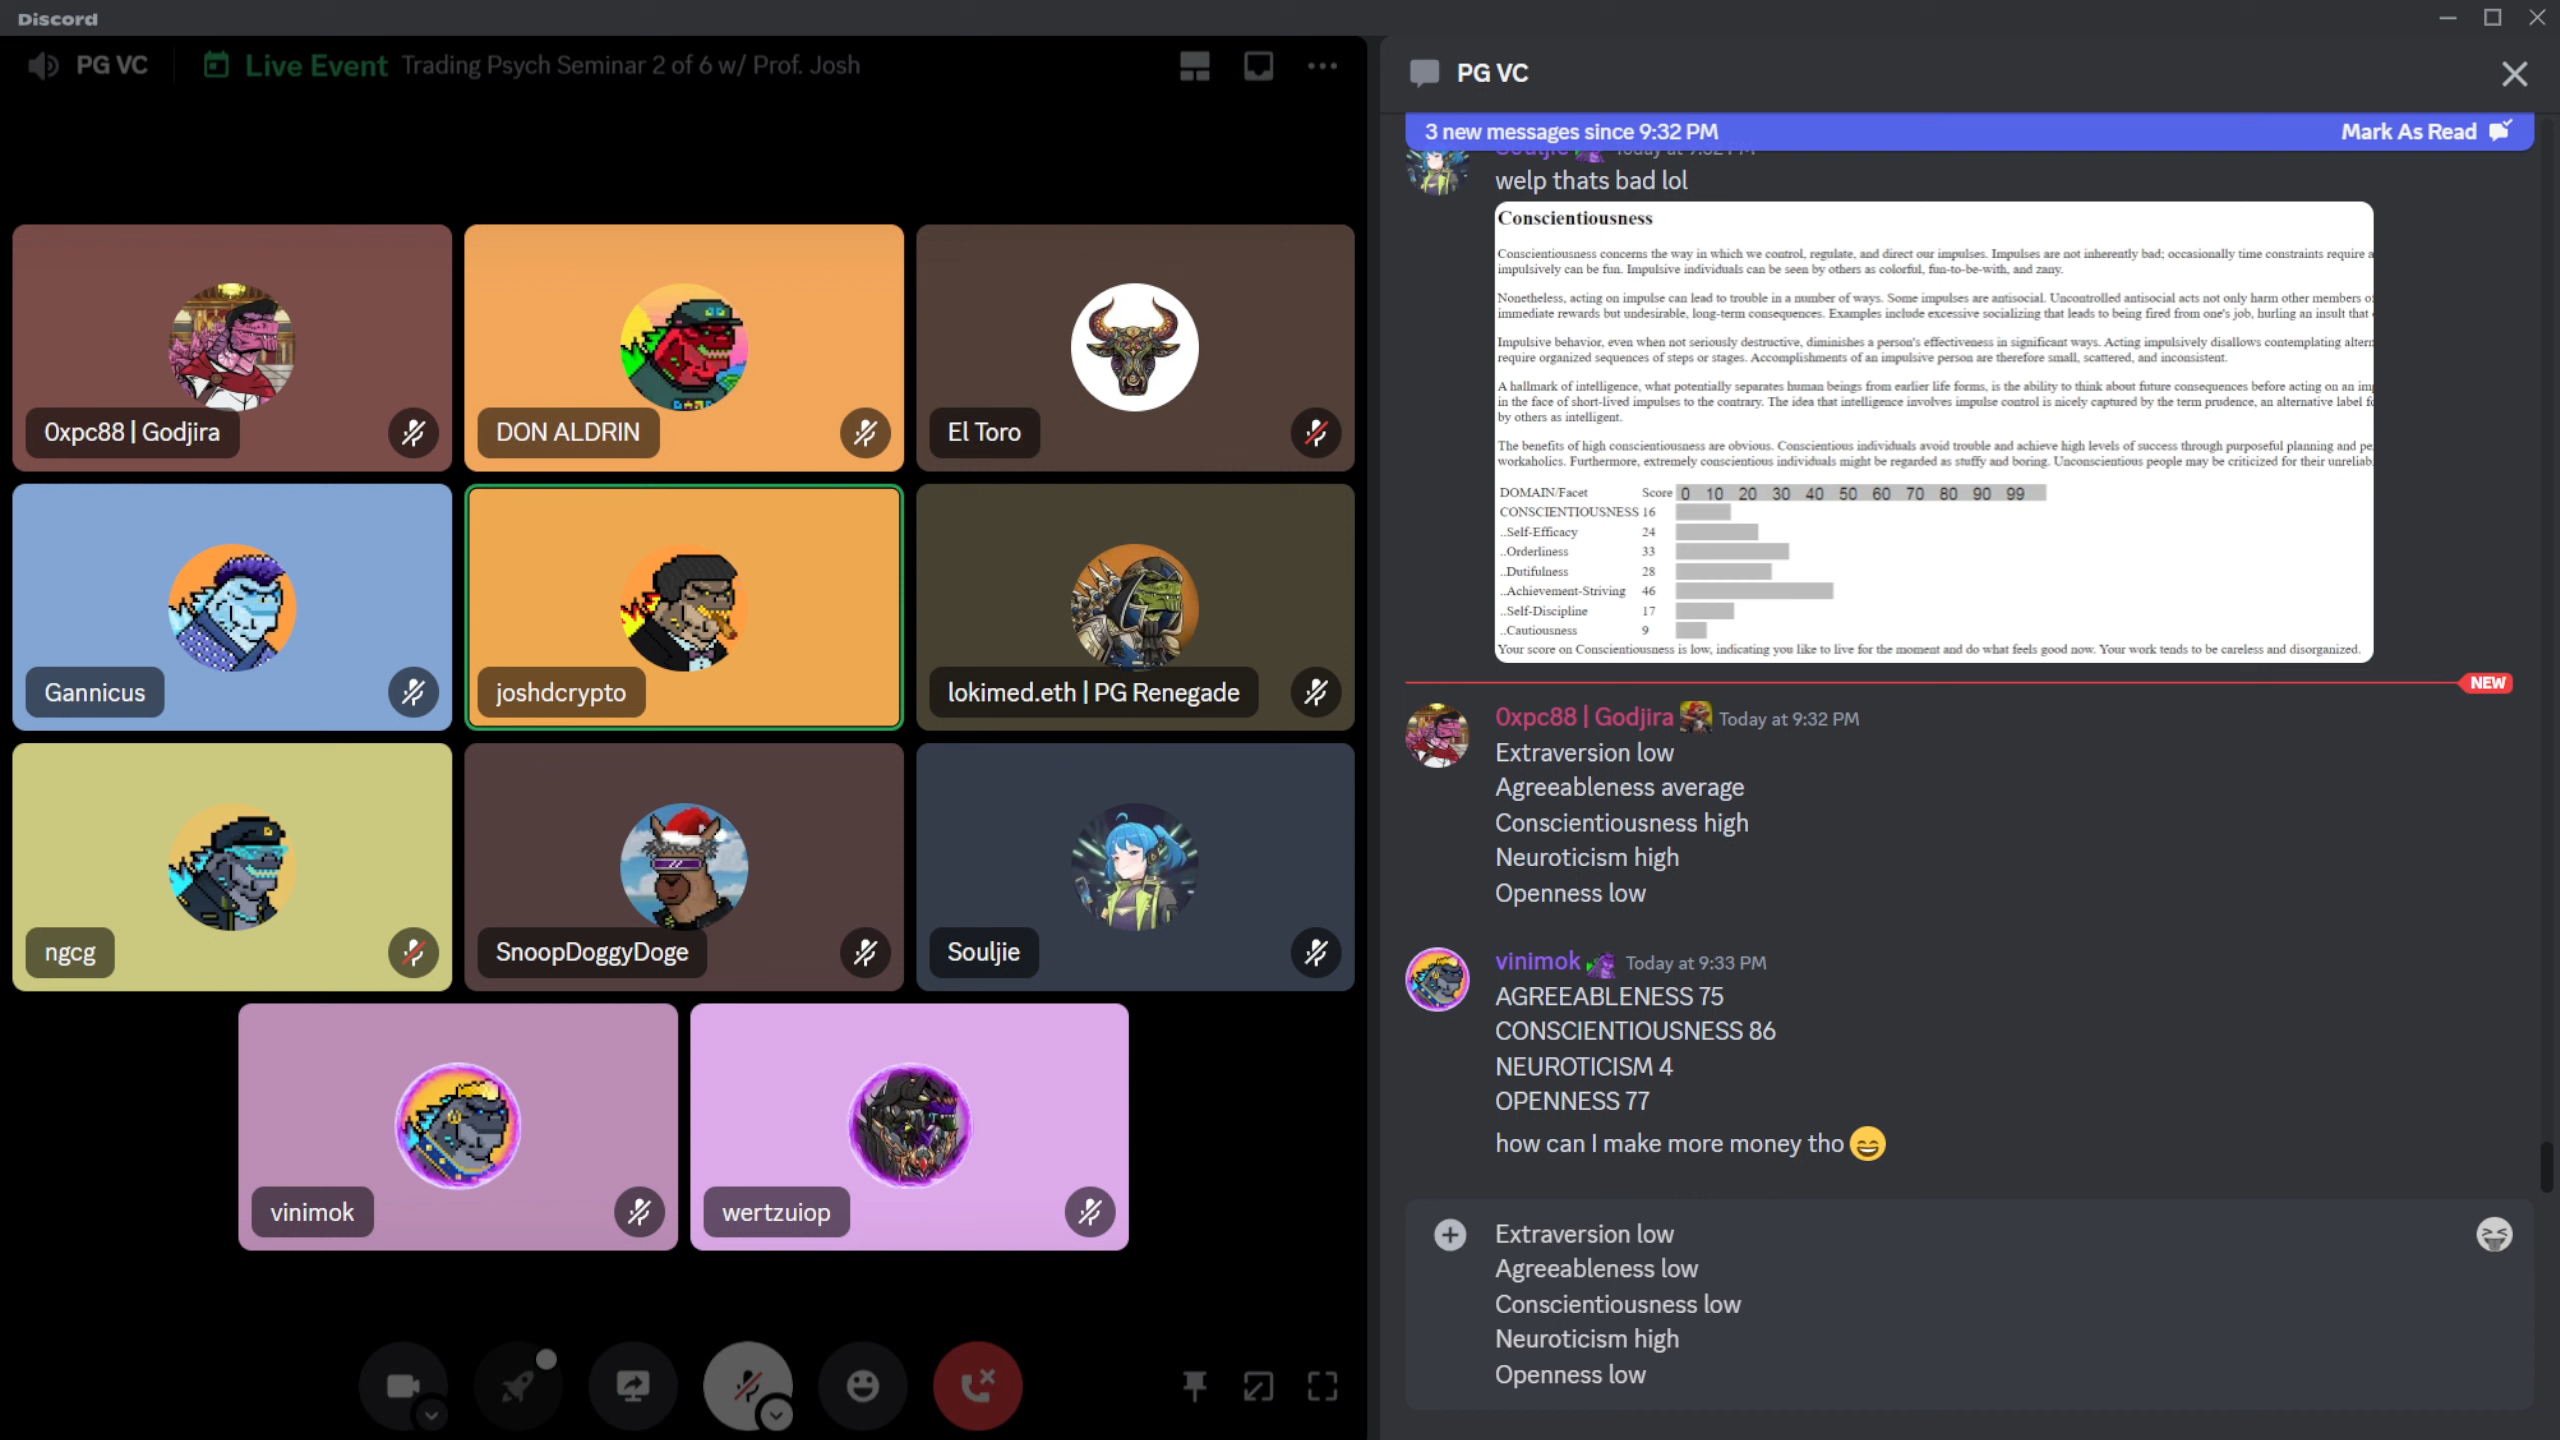 Discord
PG VC
Live Event Trading Psych Seminar 2 of 6 w/ Prof. Josh
0xpc88 | Godjira
DON ALDRIN
El Toro
Gannicus
joshdcrypto
lokimed.eth | PG Renegade
ngcg
SnoopDoggyDoge
Souljie
vinimok
wertzuiop
PG VC
3 new messages since 9:32 PM
Mark As Read
Souljie Today at 9:32 PM
welp thats bad lol
Conscientiousness
Conscientiousness concerns the way in which we control, regulate, and direct our impulses. Impulses are not inherently bad; occasionally time constraints require a
impulsively can be fun. Impulsive individuals can be seen by others as colorful, fun-to-be-with, and zany.
Nonetheless, acting on impulse can lead to trouble in a number of ways. Some impulses are antisocial. Uncontrolled antisocial acts not only harm other members of
immediate rewards but undesirable, long-term consequences. Examples include excessive socializing that leads to being fired from one's job, hurling an insult that
Impulsive behavior, even when not seriously destructive, diminishes a person's effectiveness in significant ways. Acting impulsively disallows contemplating altern
require organized sequences of steps or stages. Accomplishments of an impulsive person are therefore small, scattered, and inconsistent.
A hallmark of intelligence, what potentially separates human beings from earlier life forms, is the ability to think about future consequences before acting on an im
in the face of short-lived impulses to the contrary. The idea that intelligence involves impulse control is nicely captured by the term prudence, an alternative label fo
by others as intelligent.
The benefits of high conscientiousness are obvious. Conscientious individuals avoid trouble and achieve high levels of success through purposeful planning and pe
workaholics. Furthermore, extremely conscientious individuals might be regarded as stuffy and boring. Unconscientious people may be criticized for their unreliab
DOMAIN/Facet Score 0 10 20 30 40 50 60 70 80 90 99
CONSCIENTIOUSNESS 16
..Self-Efficacy 24
..Orderliness 33
..Dutifulness 28
..Achievement-Striving 46
..Self-Discipline 17
..Cautiousness 9
Your score on Conscientiousness is low, indicating you like to live for the moment and do what feels good now. Your work tends to be careless and disorganized.
NEW
0xpc88 | Godjira Today at 9:32 PM
Extraversion low
Agreeableness average
Conscientiousness high
Neuroticism high
Openness low
vinimok Today at 9:33 PM
AGREEABLENESS 75
CONSCIENTIOUSNESS 86
NEUROTICISM 4
OPENNESS 77
how can I make more money tho 😄
Extraversion low
Agreeableness low
Conscientiousness low
Neuroticism high
Openness low